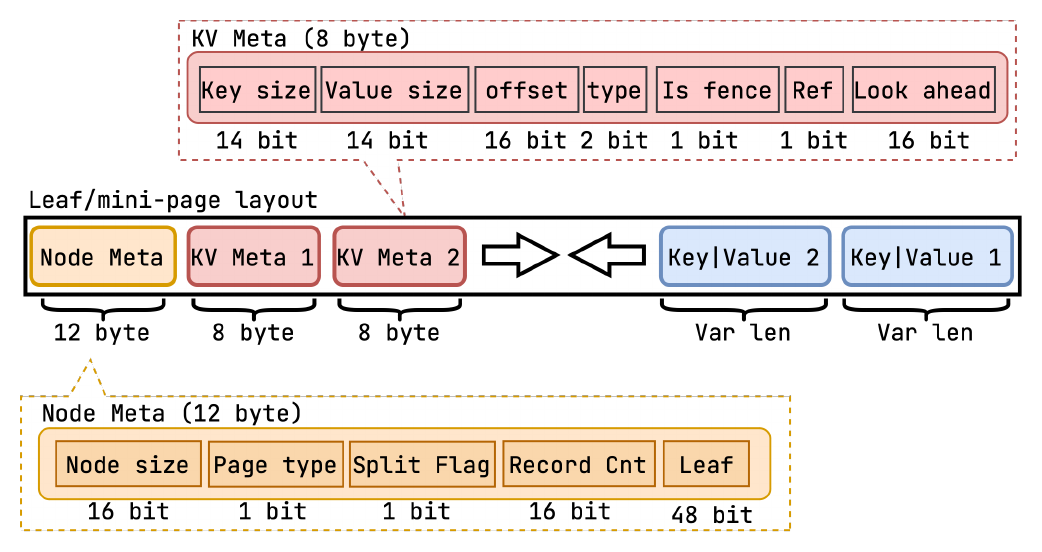 KV Meta (8 byte)
Key size Value size offset type Is fence Ref Look ahead
14 bit 14 bit 16 bit 2 bit 1 bit 1 bit 16 bit
Leaf/mini-page layout
Node Meta KV Meta 1 KV Meta 2 Key|Value 2 Key|Value 1
12 byte 8 byte 8 byte Var len Var len
Node Meta (12 byte)
Node size Page type Split Flag Record Cnt Leaf
16 bit 1 bit 1 bit 16 bit 48 bit